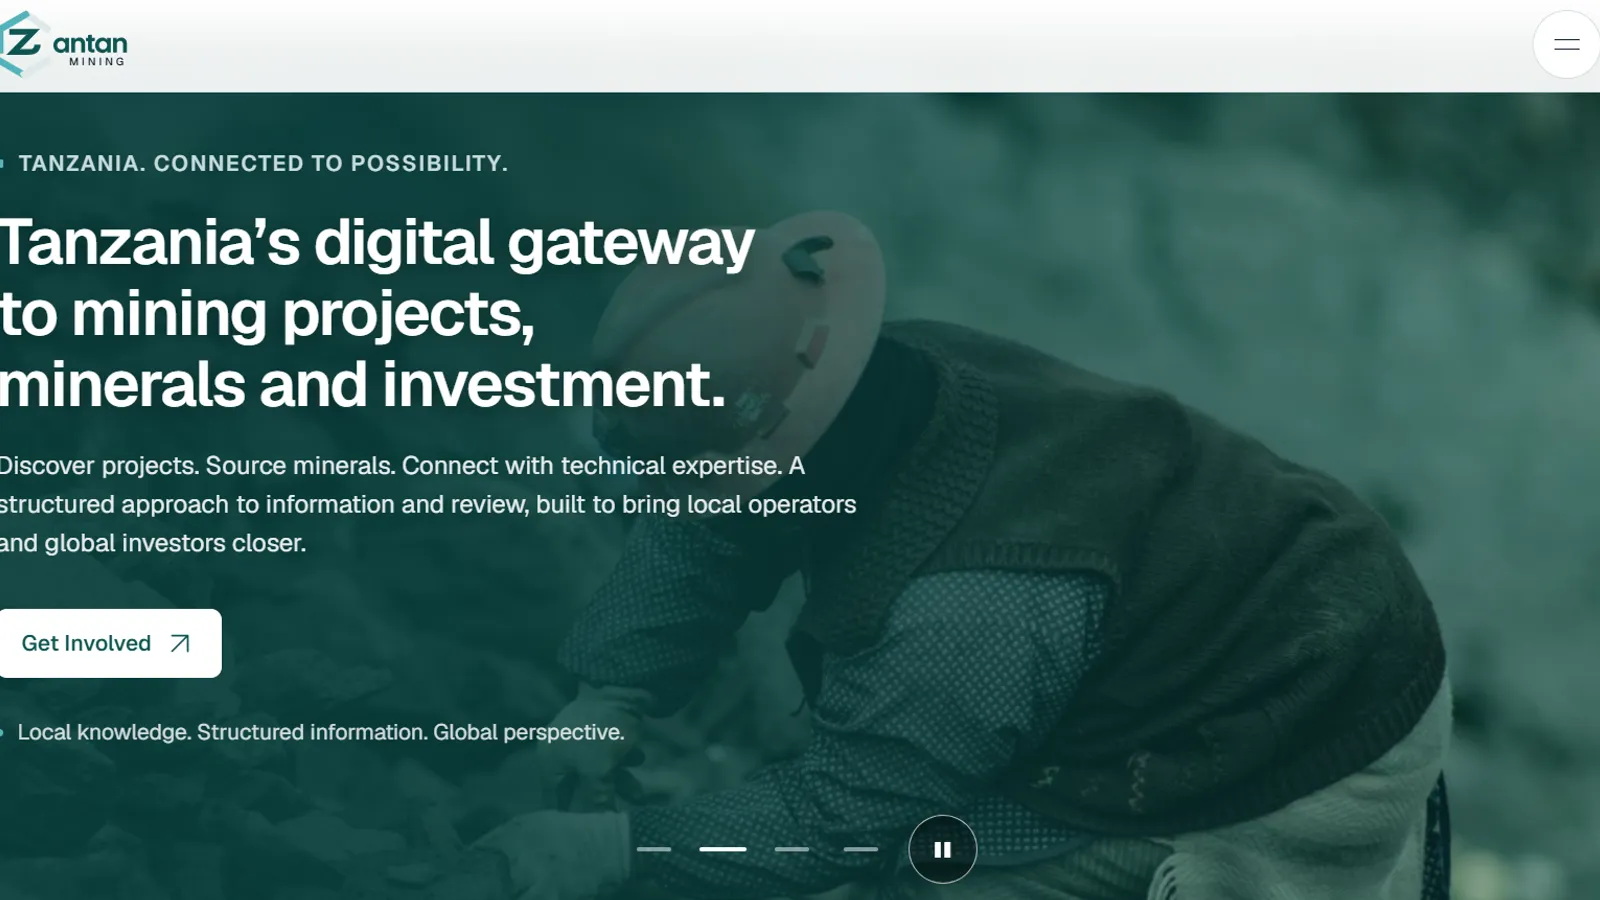 Zantan
MINING
TANZANIA. CONNECTED TO POSSIBILITY.
Tanzania’s digital gateway
to mining projects,
minerals and investment.
Discover projects. Source minerals. Connect with technical expertise. A
structured approach to information and review, built to bring local operators
and global investors closer.
Get Involved
Local knowledge. Structured information. Global perspective.